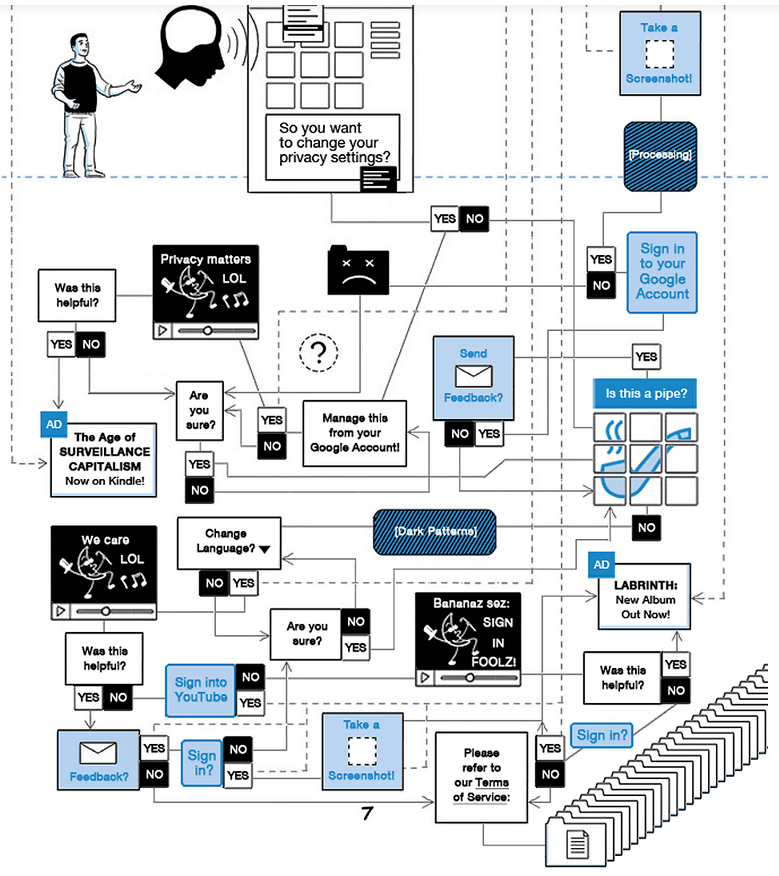 Take a
Screenshot!
So you want
to change your
privacy settings?
[Processing]
YES
NO
YES
NO
Sign in
to your
Google
Account
Privacy matters
LOL
Was this
helpful?
YES
NO
?
Send
Feedback?
YES
Is this a pipe?
Are
you
sure?
YES
NO
Manage this
from your
Google Account!
NO
YES
AD
The Age of
SURVEILLANCE
CAPITALISM
Now on Kindle!
YES
NO
We care
LOL
Change
Language?
[Dark Patterns]
NO
NO
YES
AD
LABRINTH:
New Album
Out Now!
Bananaz sez:
SIGN
IN
FOOLZ!
Are you
sure?
NO
YES
Was this
helpful?
YES
NO
Sign into
YouTube
NO
YES
Was this
helpful?
YES
NO
Feedback?
YES
NO
Sign
in?
NO
YES
Take a
Screenshot!
Please
refer to
our Terms
of Service:
YES
NO
Sign in?
7